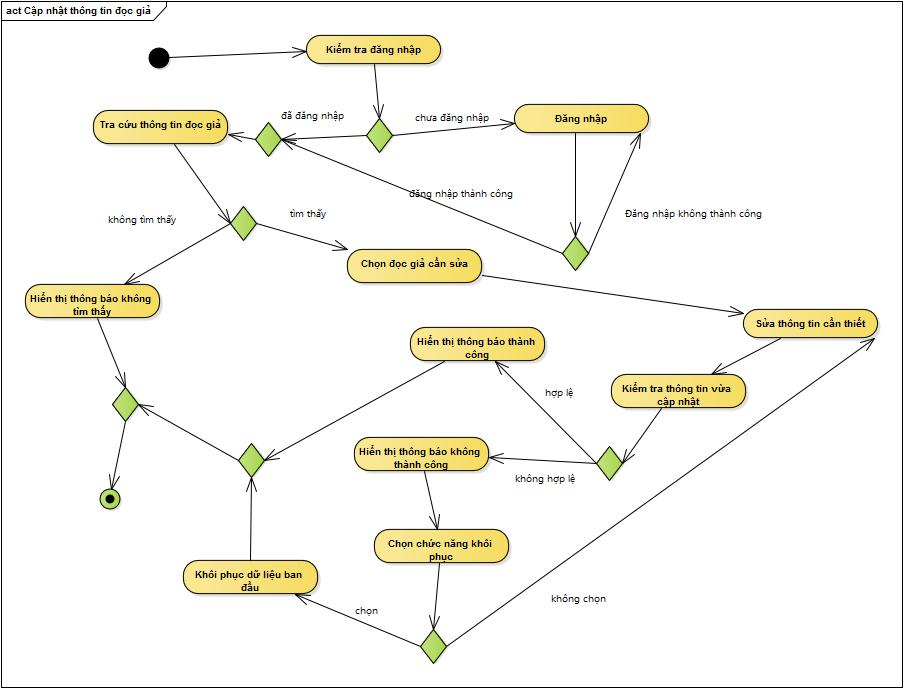 act Cập nhật thông tin đọc giả
Kiểm tra đăng nhập
Tra cứu thông tin đọc giả
đã đăng nhập
chưa đăng nhập
Đăng nhập
đăng nhập thành công
Đăng nhập không thành công
không tìm thấy
tìm thấy
Chọn đọc giả cần sửa
Hiển thị thông báo không
tìm thấy
Sửa thông tin cần thiết
Hiển thị thông báo thành
công
Kiểm tra thông tin vừa
cập nhật
hợp lệ
Hiển thị thông báo không
thành công
không hợp lệ
Chọn chức năng khôi
phục
Khôi phục dữ liệu ban
đầu
chọn
không chọn